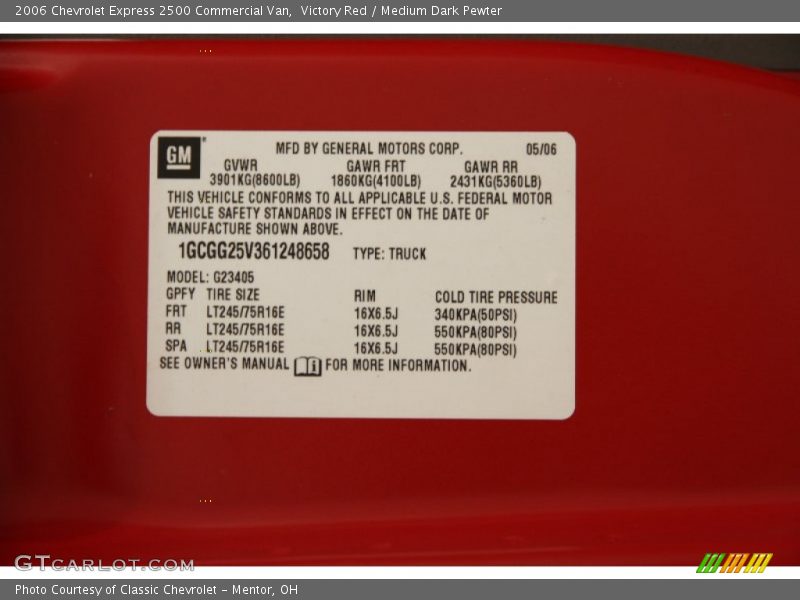 2006 Chevrolet Express 2500 Commercial Van,  Victory Red / Medium Dark Pewter
GM
MFD BY GENERAL MOTORS CORP. 05/06
GVWR GAWR FRT GAWR RR
3901KG(8600LB) 1860KG(4100LB) 2431KG(5360LB)
THIS VEHICLE CONFORMS TO ALL APPLICABLE U.S. FEDERAL MOTOR
VEHICLE SAFETY STANDARDS IN EFFECT ON THE DATE OF
MANUFACTURE SHOWN ABOVE.
1GCGG25V361248658 TYPE: TRUCK
MODEL: G23405
GPFY TIRE SIZE RIM COLD TIRE PRESSURE
FRT LT245/75R16E 16X6.5J 340KPA(50PSI)
RR LT245/75R16E 16X6.5J 550KPA(80PSI)
SPA LT245/75R16E 16X6.5J 550KPA(80PSI)
SEE OWNER'S MANUAL FOR MORE INFORMATION.
GTCARLOT.COM
Photo Courtesy of Classic Chevrolet - Mentor, OH